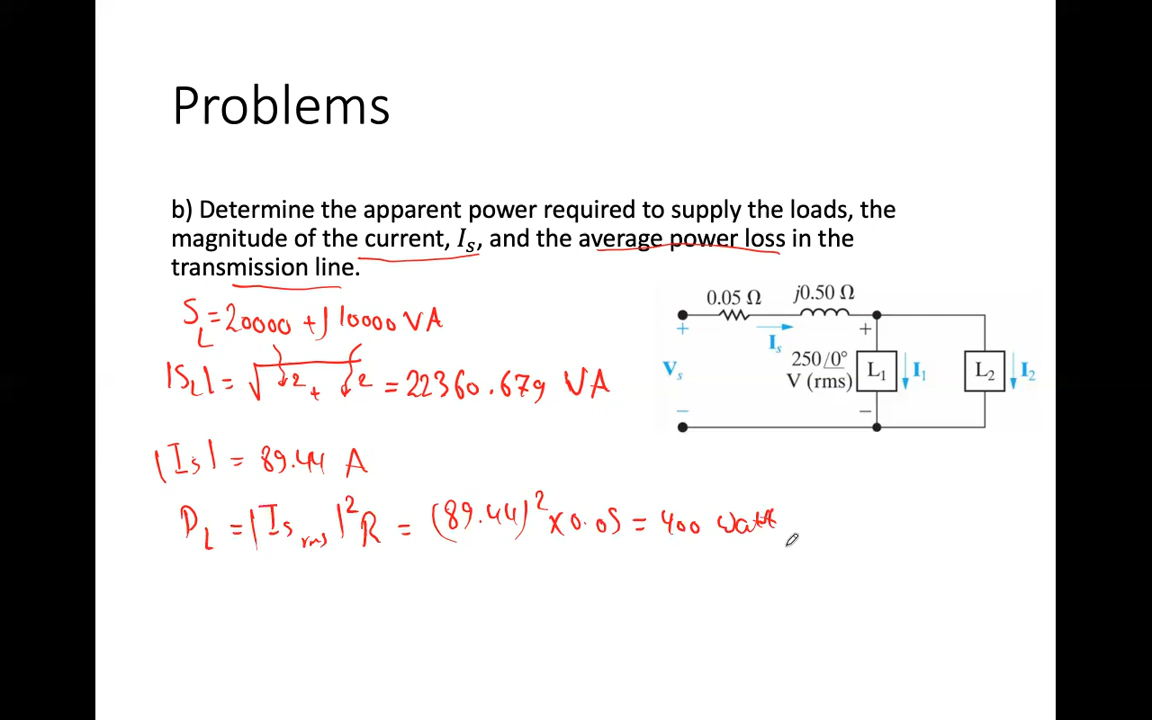 Problems
b) Determine the apparent power required to supply the loads, the
magnitude of the current, Iₛ, and the average power loss in the
transmission line.
S_L = 20000 + j 10000 VA
|S_L| = √(  ² +  ²) = 22360.679 VA
|Is| = 89.44 A
P_L = |Is rms|² R = (89.44)² × 0.05 = 400 watt
0.05 Ω
j0.50 Ω
+
Iₛ
+
Vₛ
250/0°
V (rms)
L₁
I₁
L₂
I₂
−
−